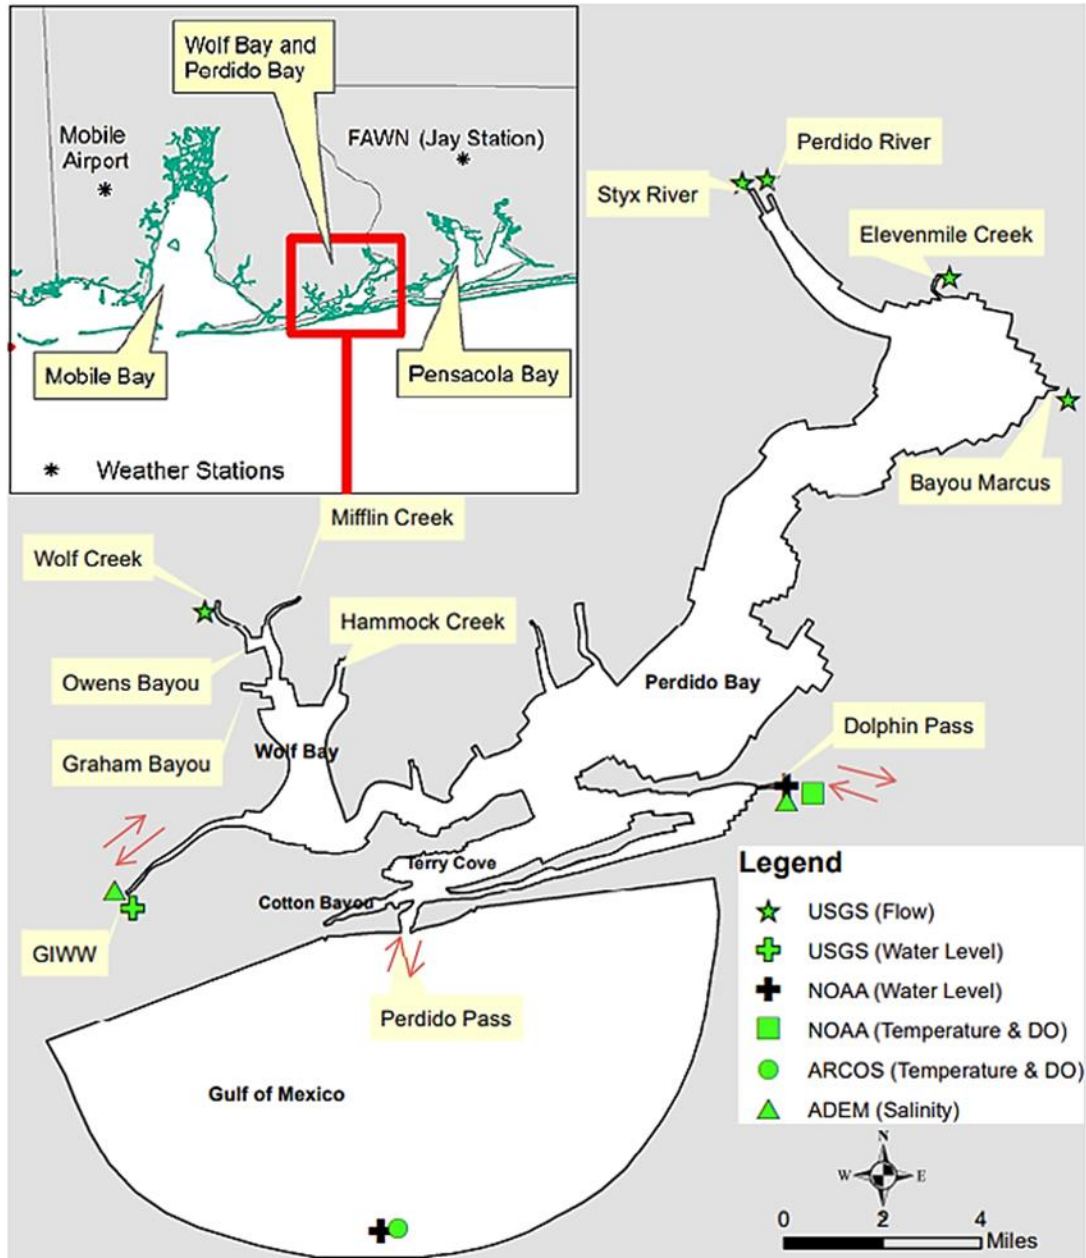 Wolf Bay and
Perdido Bay
Mobile
Airport
FAWN (Jay Station)
Mobile Bay
Pensacola Bay
Weather Stations
Perdido River
Styx River
Elevenmile Creek
Bayou Marcus
Mifflin Creek
Wolf Creek
Hammock Creek
Owens Bayou
Perdido Bay
Dolphin Pass
Graham Bayou
Wolf Bay
Terry Cove
Cotton Bayou
GIWW
Perdido Pass
Gulf of Mexico
Legend
USGS (Flow)
USGS (Water Level)
NOAA (Water Level)
NOAA (Temperature & DO)
ARCOS (Temperature & DO)
ADEM (Salinity)
N
W E
S
0 2 4
Miles